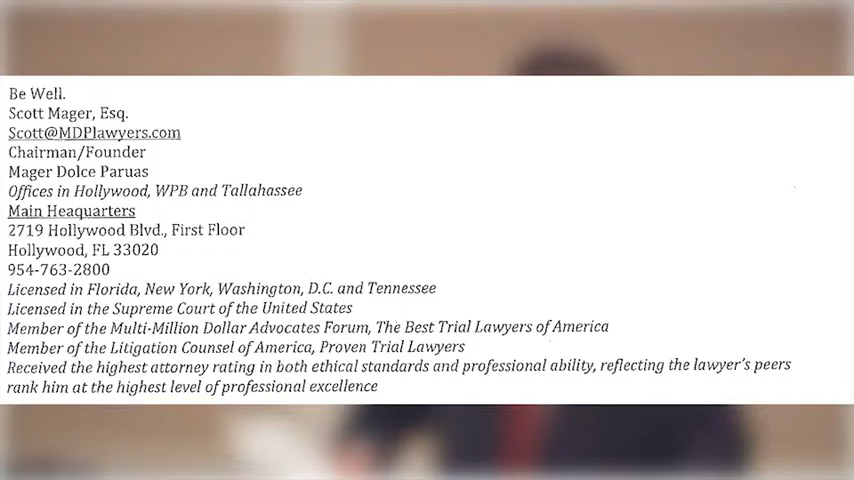 Be Well.
Scott Mager, Esq.
Scott@MDPlawyers.com
Chairman/Founder
Mager Dolce Paruas
Offices in Hollywood, WPB and Tallahassee
Main Heaquarters
2719 Hollywood Blvd., First Floor
Hollywood, FL 33020
954-763-2800
Licensed in Florida, New York, Washington, D.C. and Tennessee
Licensed in the Supreme Court of the United States
Member of the Multi-Million Dollar Advocates Forum, The Best Trial Lawyers of America
Member of the Litigation Counsel of America, Proven Trial Lawyers
Received the highest attorney rating in both ethical standards and professional ability, reflecting the lawyer's peers
rank him at the highest level of professional excellence